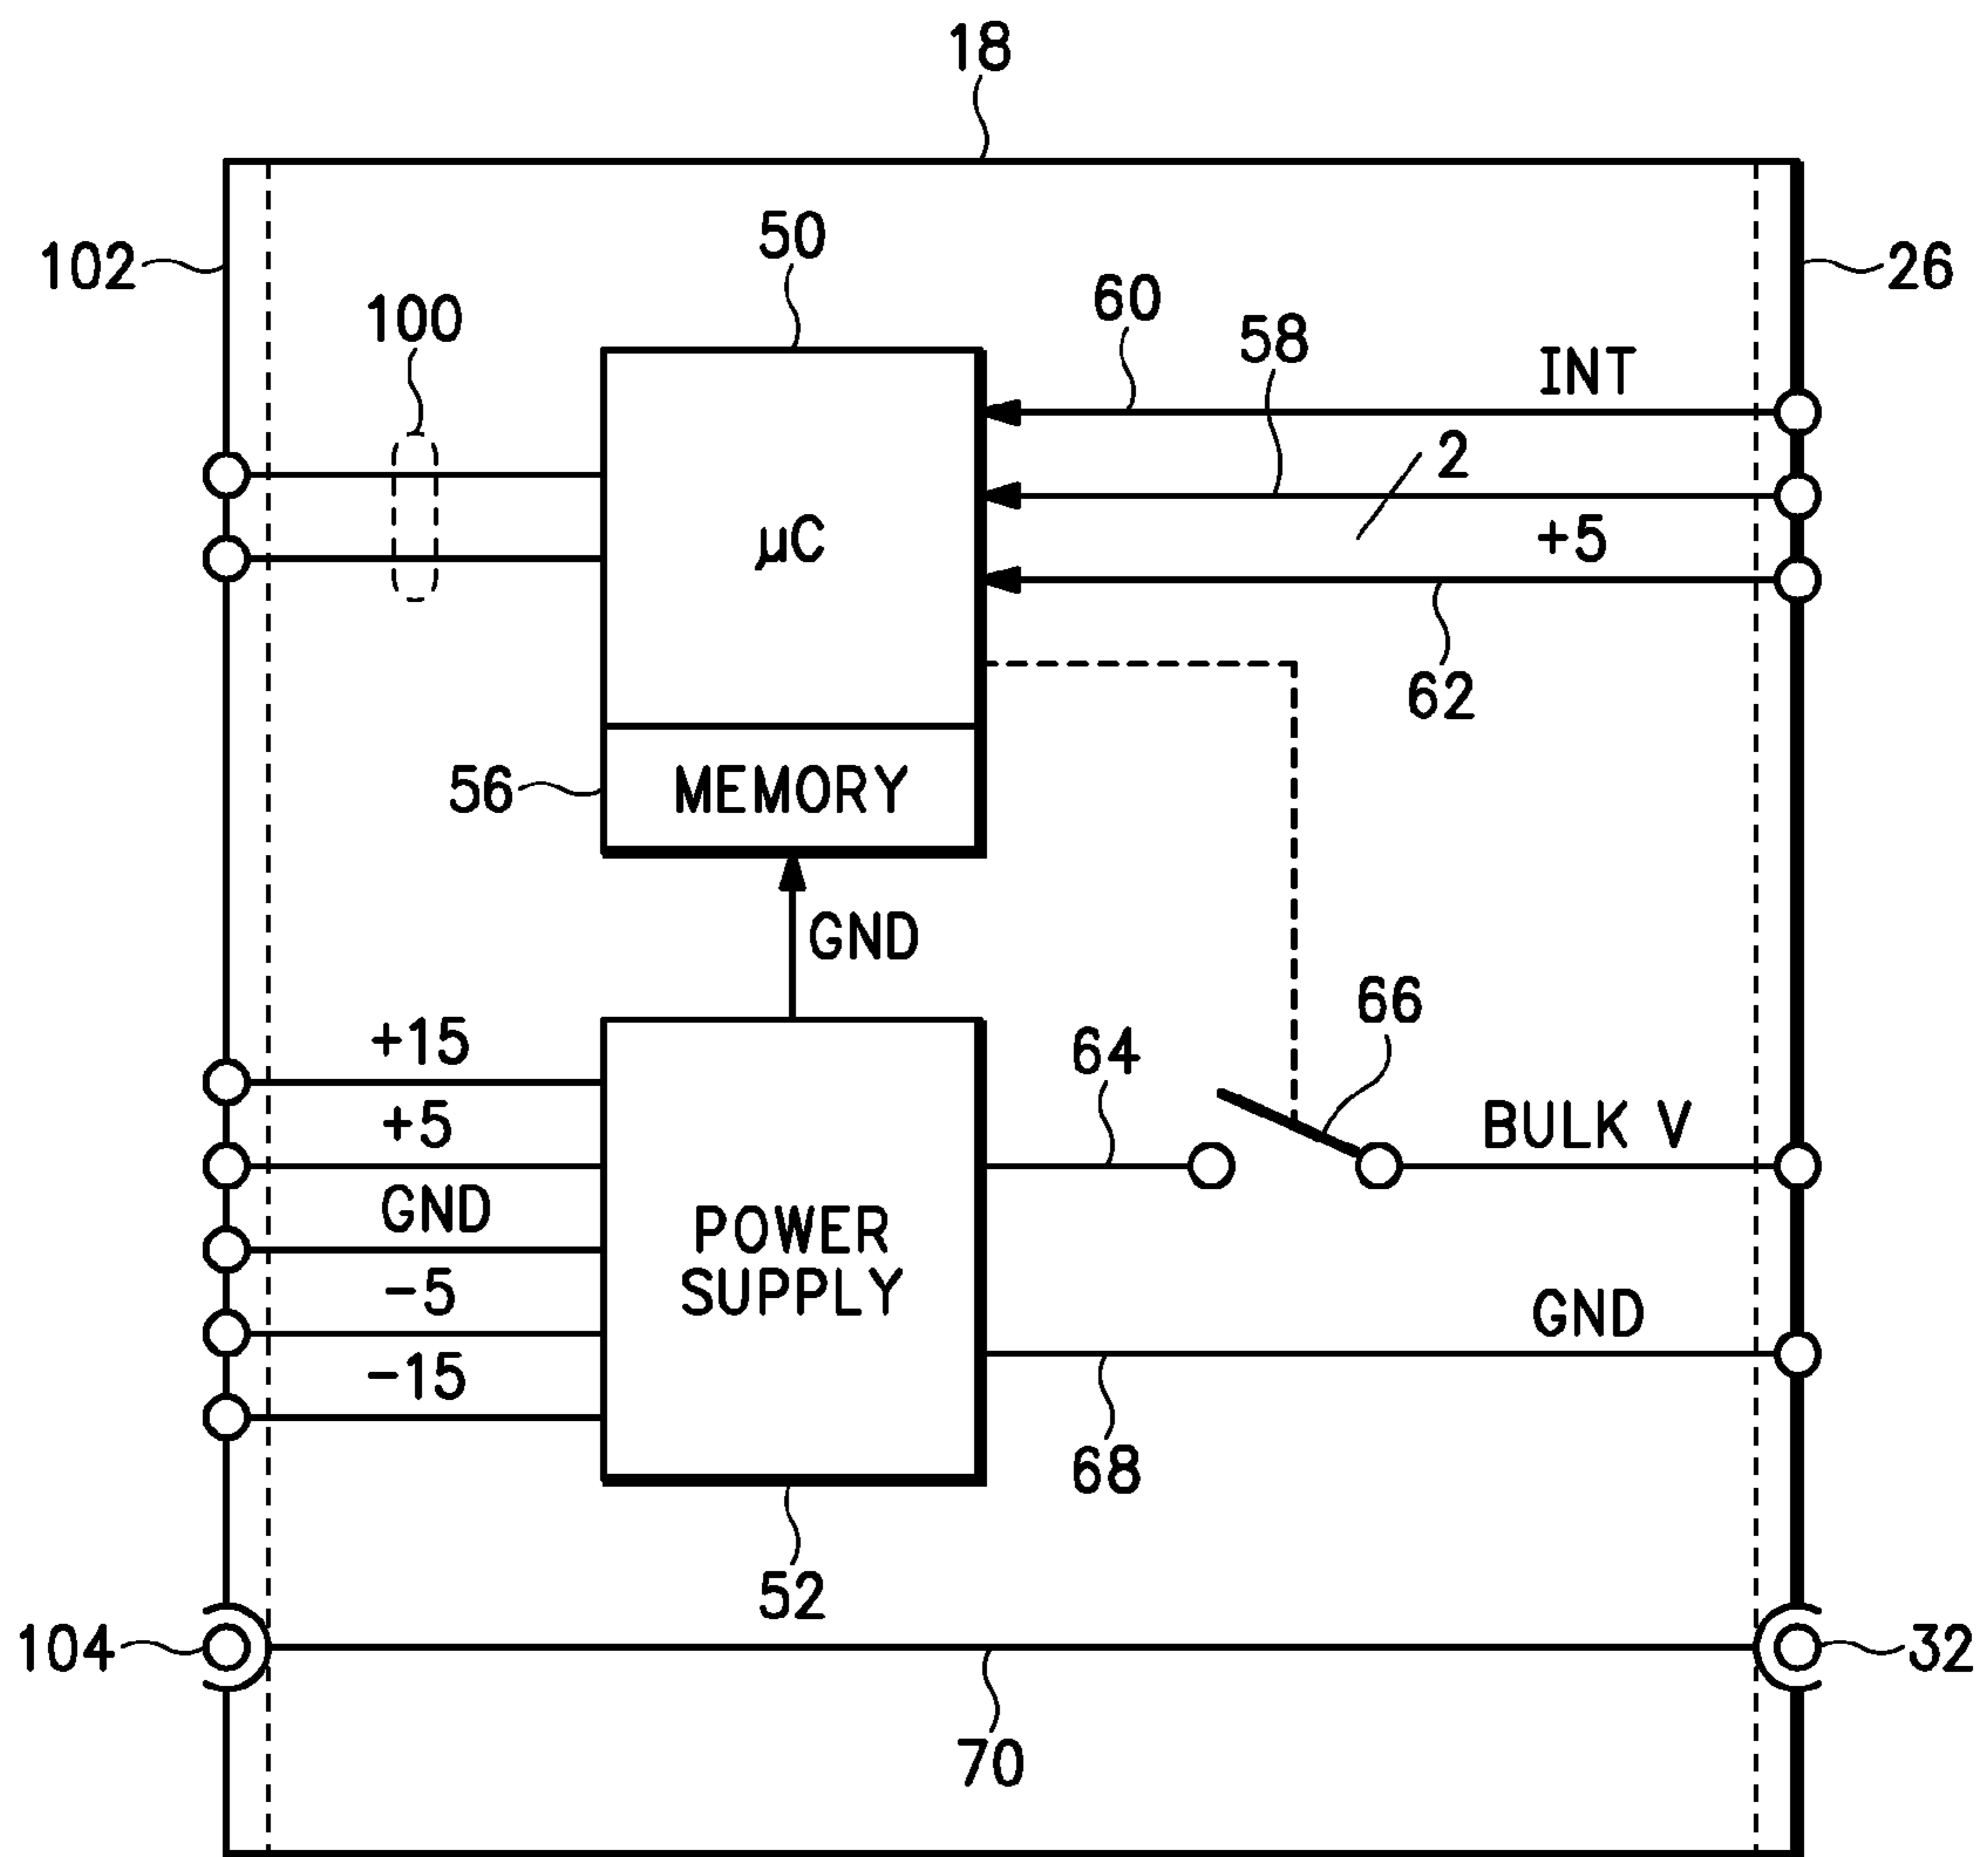 18
50
102
26
100
60
58
INT
2
µC
+5
62
56
MEMORY
GND
66
+15
64
+5
BULK V
GND
POWER
SUPPLY
-5
GND
-15
68
52
104
32
70